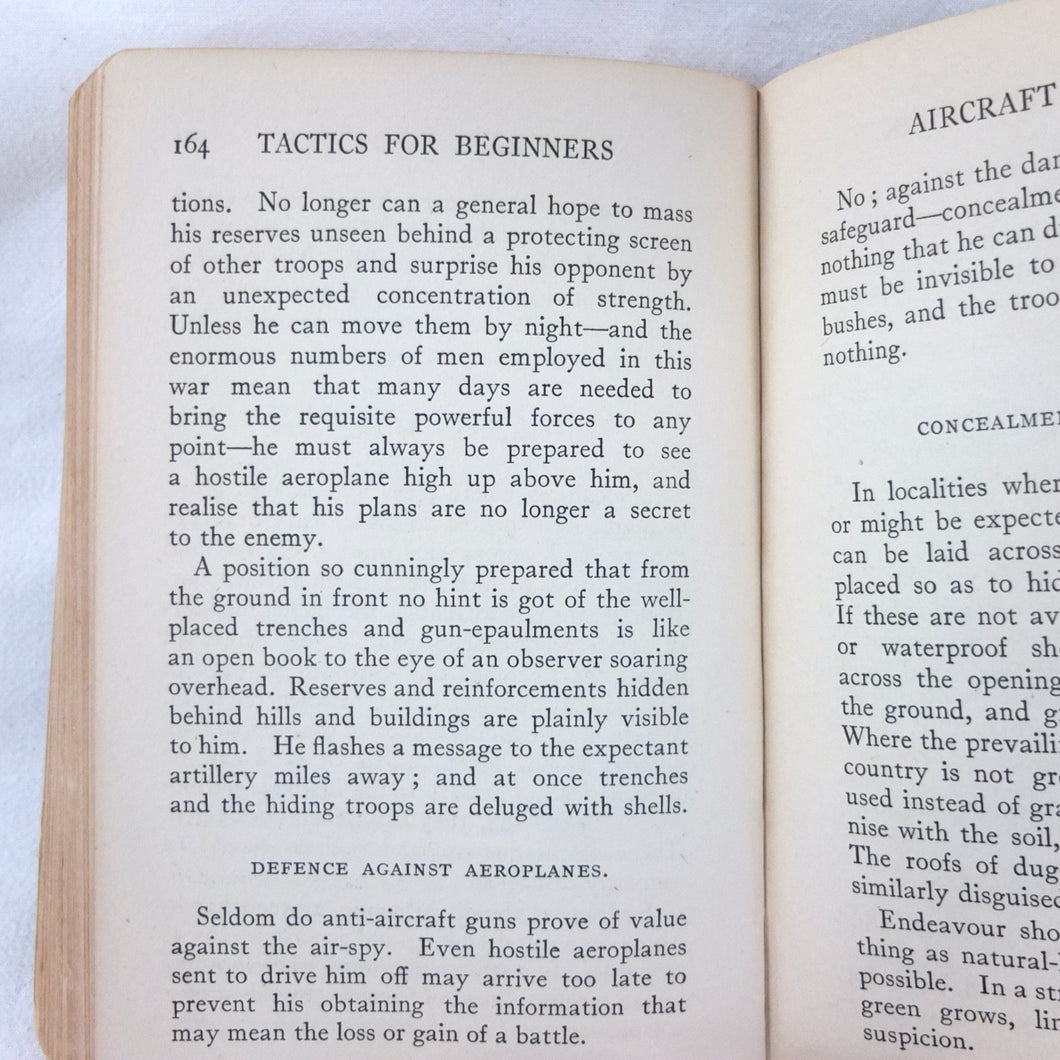 164 TACTICS FOR BEGINNERS
tions. No longer can a general hope to mass
his reserves unseen behind a protecting screen
of other troops and surprise his opponent by
an unexpected concentration of strength.
Unless he can move them by night—and the
enormous numbers of men employed in this
war mean that many days are needed to
bring the requisite powerful forces to any
point—he must always be prepared to see
a hostile aeroplane high up above him, and
realise that his plans are no longer a secret
to the enemy.
A position so cunningly prepared that from
the ground in front no hint is got of the well-
placed trenches and gun-epaulments is like
an open book to the eye of an observer soaring
overhead. Reserves and reinforcements hidden
behind hills and buildings are plainly visible
to him. He flashes a message to the expectant
artillery miles away; and at once trenches
and the hiding troops are deluged with shells.
DEFENCE AGAINST AEROPLANES.
Seldom do anti-aircraft guns prove of value
against the air-spy. Even hostile aeroplanes
sent to drive him off may arrive too late to
prevent his obtaining the information that
may mean the loss or gain of a battle.
AIRCRAFT
No; against the
safeguard—
nothing that he can
must be invisible to
bushes, and the
nothing.
In localities
or might be
can be laid across
placed so as to
If these are not
or waterproof
across the opening
the ground, and
Where the
country is not
used instead of
nise with the soil,
The roofs of
similarly
Endeavour
thing as natural-
possible. In a
green grows,
suspicion.